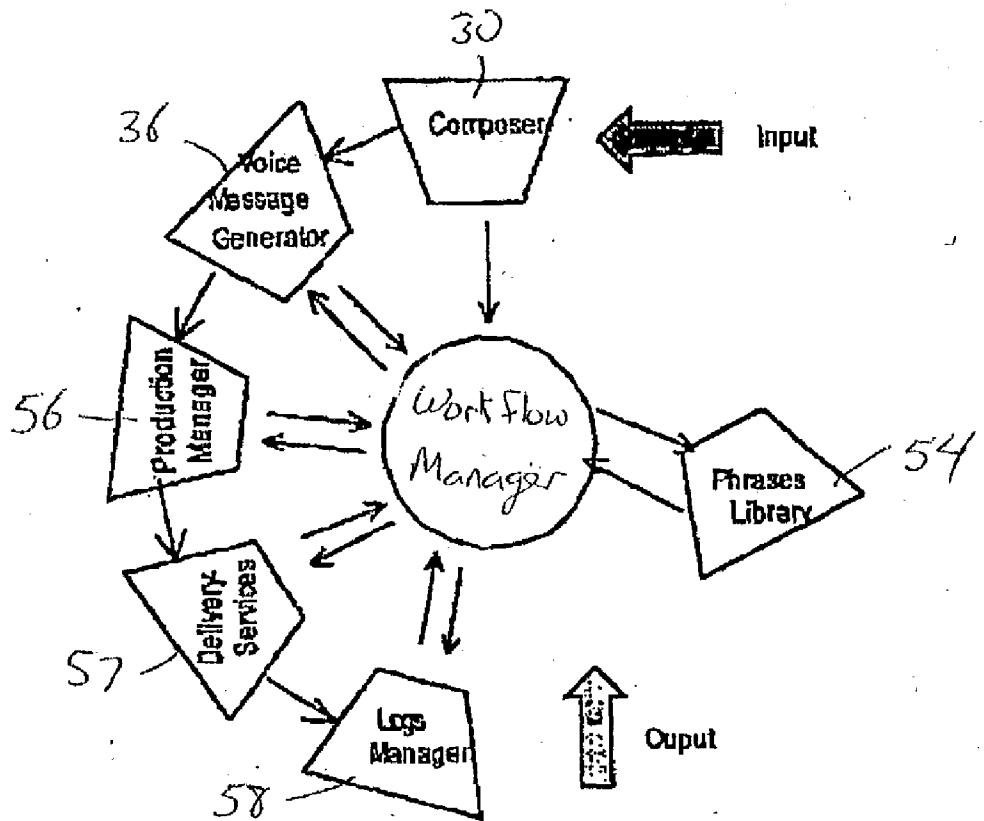 30
Composer
Input
36
Voice
Message
Generator
56
Production
Manager
Work Flow
Manager
Phrases
Library
54
Delivery-
Services
57
Logs
Manager
58
Ouput